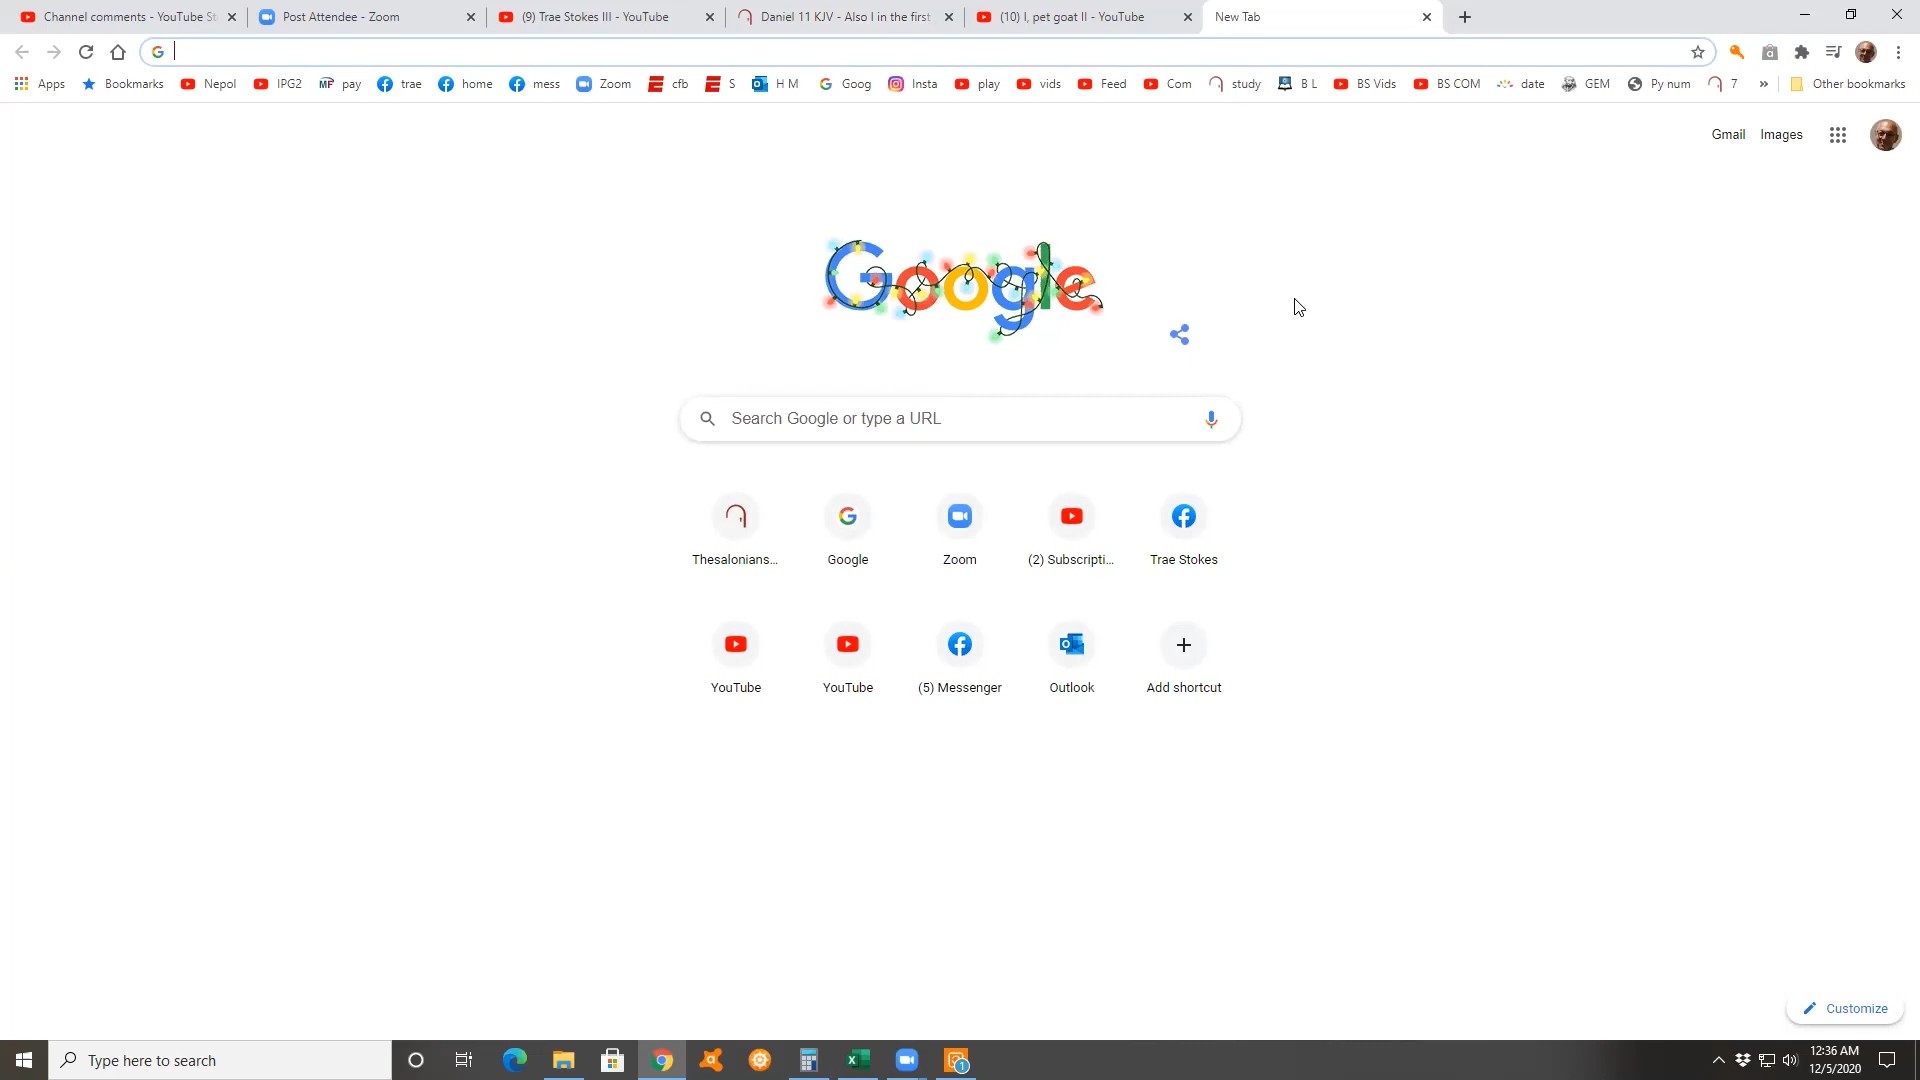 Channel comments - YouTube St
Post Attendee - Zoom
(9) Trae Stokes III - YouTube
Daniel 11 KJV - Also I in the first
(10) I, pet goat II - YouTube
New Tab
Apps
Bookmarks
Nepol
IPG2
pay
trae
home
mess
Zoom
cfb
S
H M
Goog
Insta
play
vids
Feed
Com
study
B L
BS Vids
BS COM
date
GEM
Py num
7
»
Other bookmarks
Gmail
Images
Google
Search Google or type a URL
Thesalonians...
Google
Zoom
(2) Subscripti...
Trae Stokes
YouTube
YouTube
(5) Messenger
Outlook
Add shortcut
Customize
Type here to search
1
12:36 AM
12/5/2020